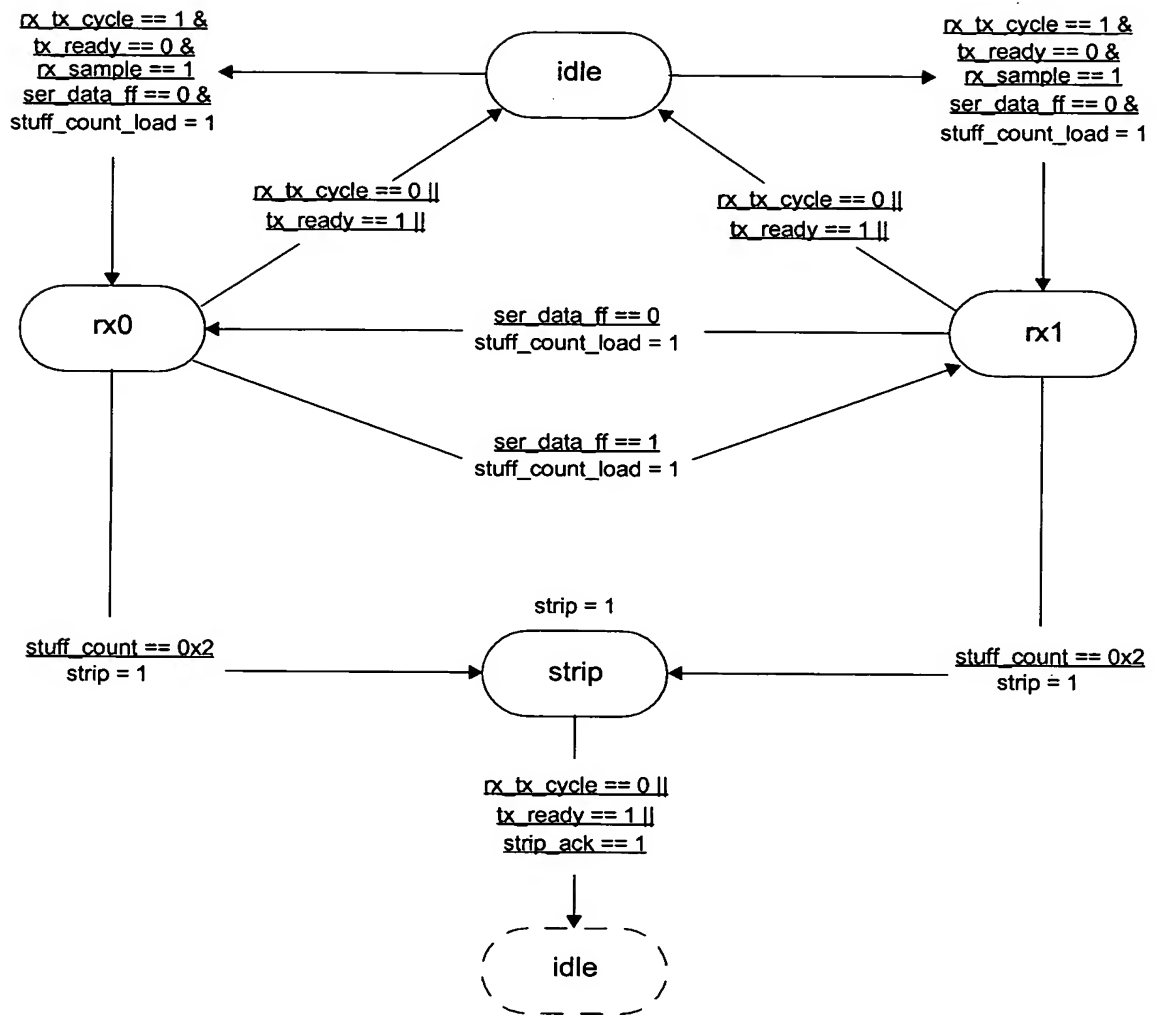 rx_tx_cycle == 1 &
tx_ready == 0 &
rx_sample == 1
ser_data_ff == 0 &
stuff_count_load = 1
idle
rx_tx_cycle == 1 &
tx_ready == 0 &
rx_sample == 1
ser_data_ff == 0 &
stuff_count_load = 1
rx_tx_cycle == 0 ||
tx_ready == 1 ||
rx_tx_cycle == 0 ||
tx_ready == 1 ||
rx0
ser_data_ff == 0
stuff_count_load = 1
rx1
ser_data_ff == 1
stuff_count_load = 1
strip = 1
stuff_count == 0x2
strip = 1
strip
stuff_count == 0x2
strip = 1
rx_tx_cycle == 0 ||
tx_ready == 1 ||
strip_ack == 1
idle